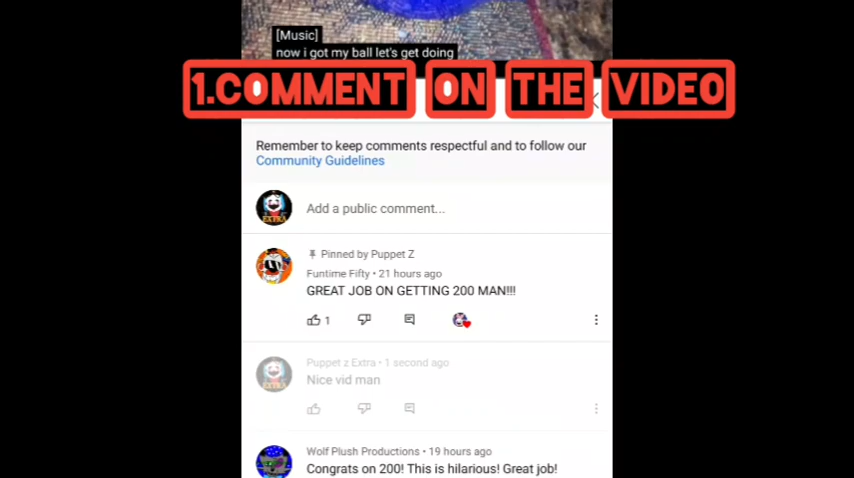 [Music]
now i got my ball let's get doing
1.COMMENT ON THE VIDEO
Remember to keep comments respectful and to follow our
Community Guidelines
EXTRA
Add a public comment...
Pinned by Puppet Z
Funtime Fifty • 21 hours ago
GREAT JOB ON GETTING 200 MAN!!!
1
Puppet z Extra • 1 second ago
Nice vid man
Wolf Plush Productions • 19 hours ago
Congrats on 200! This is hilarious! Great job!